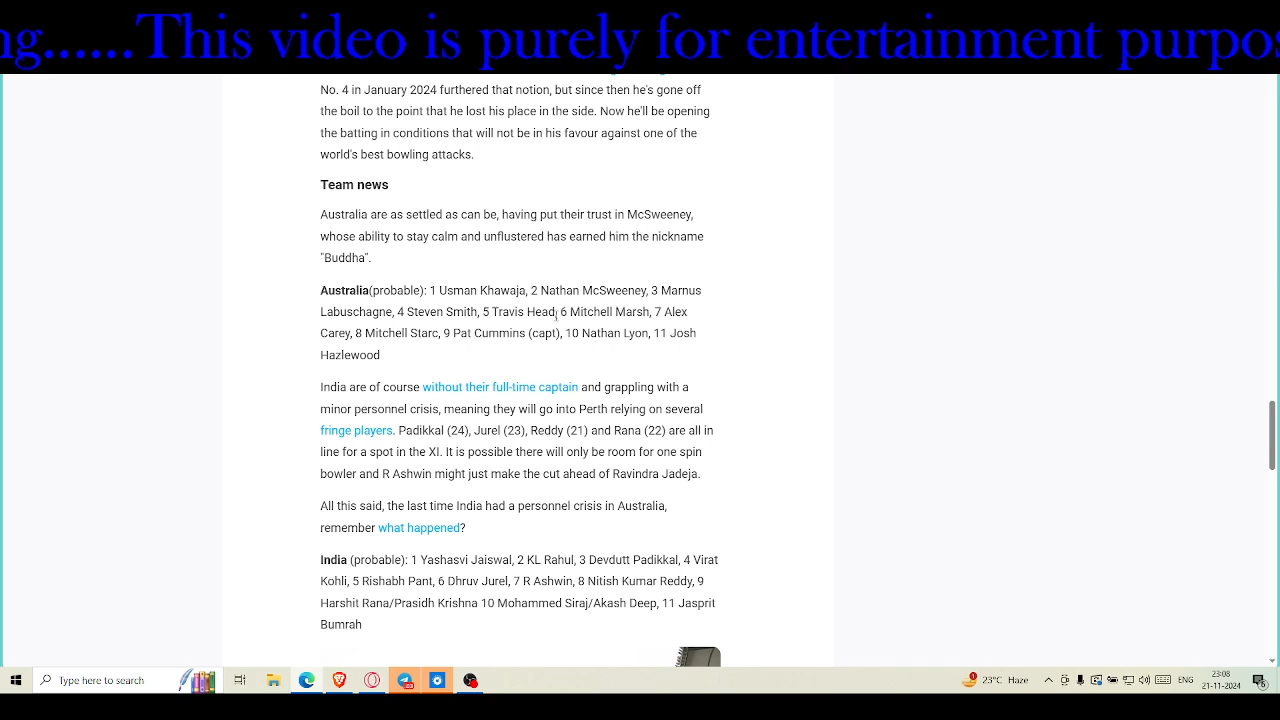 ng......This video is purely for entertainment purpos
No. 4 in January 2024 furthered that notion, but since then he's gone off
the boil to the point that he lost his place in the side. Now he'll be opening
the batting in conditions that will not be in his favour against one of the
world's best bowling attacks.
Team news
Australia are as settled as can be, having put their trust in McSweeney,
whose ability to stay calm and unflustered has earned him the nickname
"Buddha".
Australia(probable): 1 Usman Khawaja, 2 Nathan McSweeney, 3 Marnus
Labuschagne, 4 Steven Smith, 5 Travis Head, 6 Mitchell Marsh, 7 Alex
Carey, 8 Mitchell Starc, 9 Pat Cummins (capt), 10 Nathan Lyon, 11 Josh
Hazlewood
India are of course without their full-time captain and grappling with a
minor personnel crisis, meaning they will go into Perth relying on several
fringe players. Padikkal (24), Jurel (23), Reddy (21) and Rana (22) are all in
line for a spot in the XI. It is possible there will only be room for one spin
bowler and R Ashwin might just make the cut ahead of Ravindra Jadeja.
All this said, the last time India had a personnel crisis in Australia,
remember what happened?
India (probable): 1 Yashasvi Jaiswal, 2 KL Rahul, 3 Devdutt Padikkal, 4 Virat
Kohli, 5 Rishabh Pant, 6 Dhruv Jurel, 7 R Ashwin, 8 Nitish Kumar Reddy, 9
Harshit Rana/Prasidh Krishna 10 Mohammed Siraj/Akash Deep, 11 Jasprit
Bumrah
Type here to search
23°C Haze
ENG
23:08
21-11-2024